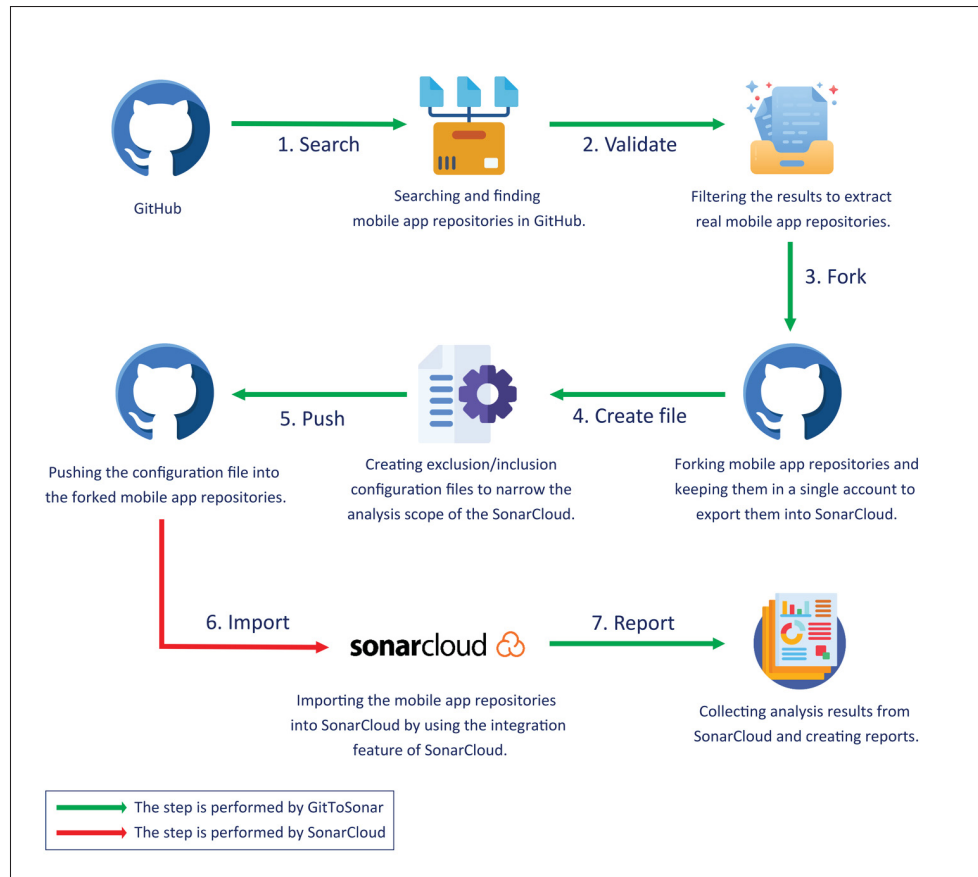 1. Search
2. Validate
GitHub
Searching and finding
mobile app repositories in GitHub.
Filtering the results to extract
real mobile app repositories.
3. Fork
4. Create file
5. Push
Forking mobile app repositories and
keeping them in a single account to
export them into SonarCloud.
Creating exclusion/inclusion
configuration files to narrow the
analysis scope of the SonarCloud.
Pushing the configuration file into
the forked mobile app repositories.
6. Import
sonarcloud
7. Report
Importing the mobile app repositories
into SonarCloud by using the integration
feature of SonarCloud.
Collecting analysis results from
SonarCloud and creating reports.
The step is performed by GitToSonar
The step is performed by SonarCloud